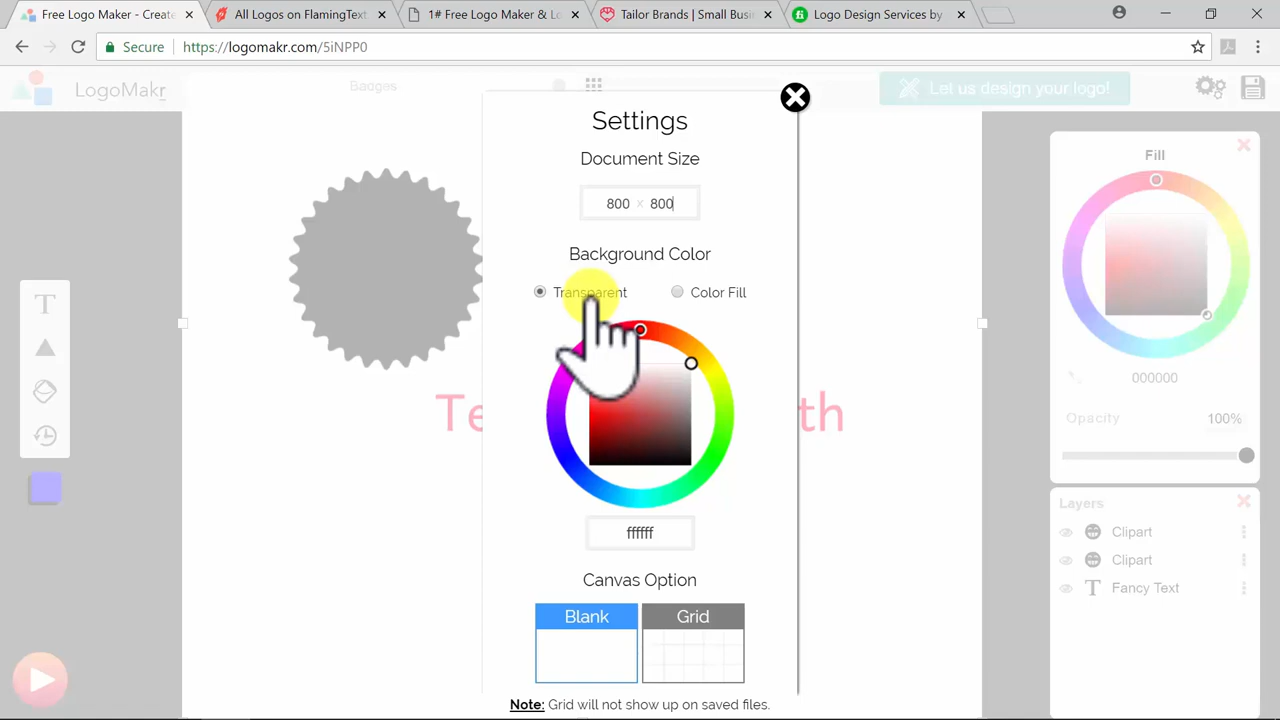 Free Logo Maker - Create
All Logos on FlamingText
1# Free Logo Maker & Lo
Tailor Brands | Small Busin
Logo Design Services by
Secure https://logomakr.com/5iNPP0
LogoMakr
Badges
Let us design your logo!
Settings
Document Size
800 × 800
Background Color
Transparent
Color Fill
ffffff
Canvas Option
Blank
Grid
Note: Grid will not show up on saved files.
T
Te
th
Fill
000000
Opacity 100%
Layers
Clipart
Clipart
T Fancy Text